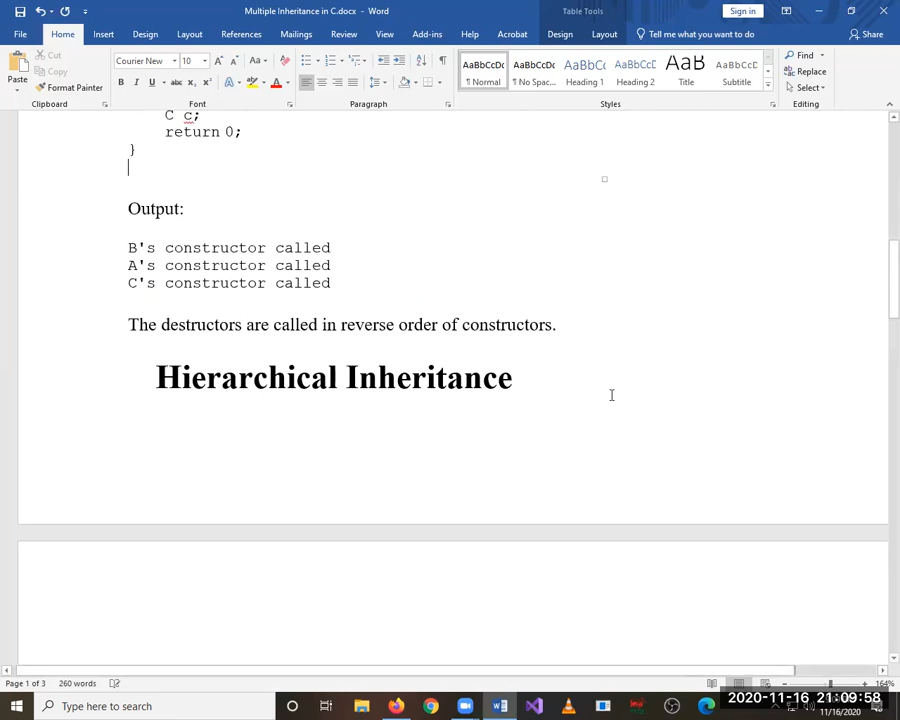 Multiple Inheritance in C.docx - Word
Table Tools
Sign in
File
Home
Insert
Design
Layout
References
Mailings
Review
View
Add-ins
Help
Acrobat
Design
Layout
Tell me what you want to do
Share
Paste
Cut
Copy
Format Painter
Clipboard
Courier New
10
Font
Paragraph
AaBbCcDc
¶ Normal
AaBbCcDc
¶ No Spac...
AaBbC
Heading 1
AaBbCcD
Heading 2
AaB
Title
AaBbCcD
Subtitle
Styles
Find
Replace
Select
Editing
C c;
return 0;
}
Output:
B's constructor called
A's constructor called
C's constructor called
The destructors are called in reverse order of constructors.
Hierarchical Inheritance
Page 1 of 3
260 words
164%
Type here to search
2020-11-16 21:09:58
11/16/2020